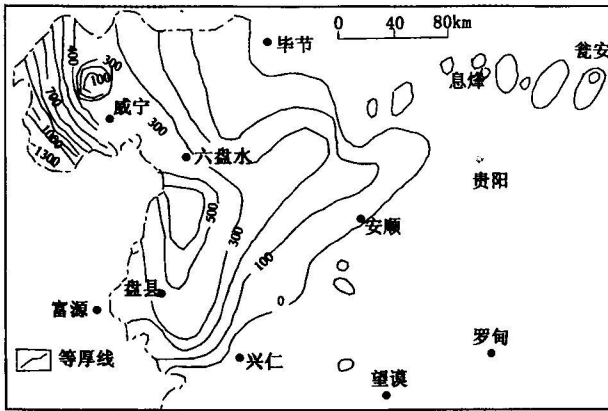 0 40 80km
毕节
瓮安
息烽
400
300
100
700
威宁
1000
1300
300
六盘水
贵阳
500
300
安顺
100
盘县
0
富源
等厚线
兴仁
罗甸
望谟